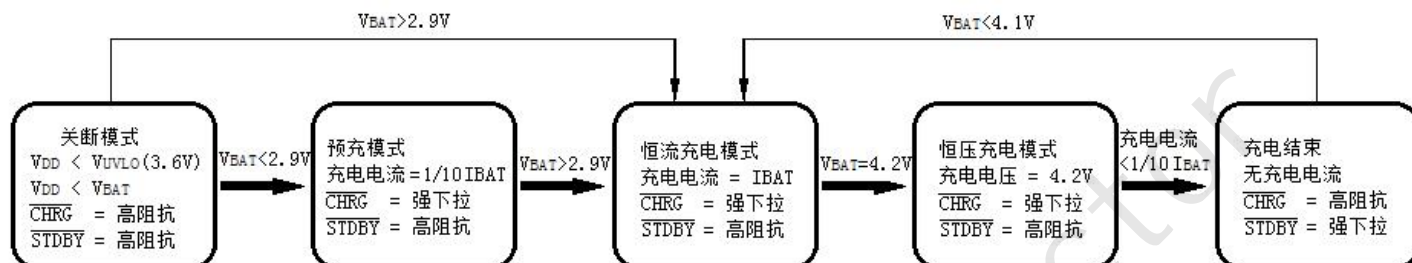 VBAT>2.9V
VBAT<4.1V
关断模式
VDD < VUVLO(3.6V)
VDD < VBAT
CHRG = 高阻抗
STDBY = 高阻抗
VBAT<2.9V
预充模式
充电电流=1/10IBAT
CHRG = 强下拉
STDBY = 高阻抗
VBAT>2.9V
恒流充电模式
充电电流 = IBAT
CHRG = 强下拉
STDBY = 高阻抗
VBAT=4.2V
恒压充电模式
充电电压 = 4.2V
CHRG = 强下拉
STDBY = 高阻抗
充电电流
<1/10IBAT
充电结束
无充电电流
CHRG = 高阻抗
STDBY = 强下拉